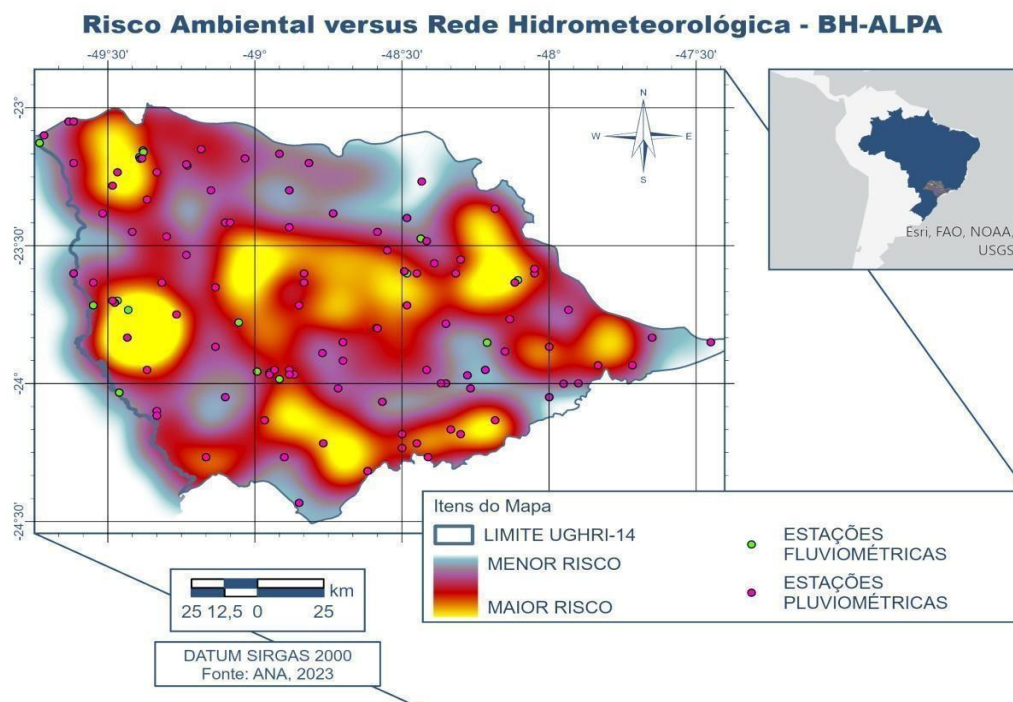 Risco Ambiental versus Rede Hidrometeorológica - BH-ALPA
-49°30'
-49°
-48°30'
-48°
-47°30'
-23°
-23°30'
-24°
-24°30'
N
W
E
S
Esri, FAO, NOAA,
USGS
Itens do Mapa
LIMITE UGHRI-14
MENOR RISCO
MAIOR RISCO
ESTAÇÕES
FLUVIOMÉTRICAS
ESTAÇÕES
PLUVIOMÉTRICAS
km
25 12,5 0 25
DATUM SIRGAS 2000
Fonte: ANA, 2023